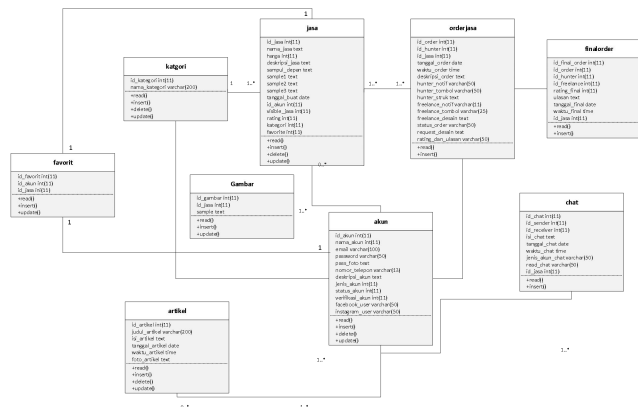 1
jasa
id_jasa int(11)
nama_jasa text
harga int(11)
deskripsi_jasa text
sampul_depan text
sample1 text
sample2 text
sample3 text
tanggal_buat date
id_akun int(11)
visible_jasa int(11)
rating int(11)
kategori int(11)
favorite int(11)
+read()
+insert()
+delete()
+update()
orderjasa
id_order int(11)
id_hunter int(11)
id_jasa int(11)
tanggal_order date
waktu_order time
deskripsi_order text
hunter_notif varchar(50)
hunter_tombol varchar(50)
hunter_struk text
freelance_notif varchar(11)
freelance_tombol varchar(25)
freelance_desain text
status_order varchar(50)
request_desain text
rating_dan_ulasan varchar(50)
+read()
+insert()
finalorder
id_final_order int(11)
id_order int(11)
id_hunter int(11)
id_freelance int(11)
rating_final int(11)
ulasan text
tanggal_final date
waktu_final time
id_jasa int(11)
+read()
+insert()
katgori
id_kategori int(11)
nama_kategori varchar(200)
+read()
+insert()
+delete()
+update()
1
1..*
1..*
1..*
1
favorit
id_favorit int(11)
id_akun int(11)
id_jasa int(11)
+read()
+insert()
+update()
1
0..*
Gambar
id_gambar int(11)
id_jasa int(11)
sample text
+read()
+insert()
+update()
1..*
1
akun
id_akun int(11)
nama_akun int(11)
email varchar(100)
password varchar(50)
pass_foto text
nomor_telepon varchar(13)
deskripsi_akun text
jenis_akun int(11)
status_akun int(11)
verifikasi_akun int(11)
facebook_user varchar(50)
instagram_user varchar(50)
+read()
+insert()
+delete()
+update()
chat
id_chat int(11)
id_sender int(11)
id_receiver int(11)
isi_chat text
tanggal_chat date
waktu_chat time
jenis_akun_chat varchar(50)
read_chat varchar(50)
id_jasa int(11)
+read()
+insert()
artikel
id_artikel int(11)
judul_artikel varchar(200)
isi_artikel text
tanggal_artikel date
waktu_artikel time
foto_artikel text
+read()
+insert()
+delete()
+update()
1..*
1..*